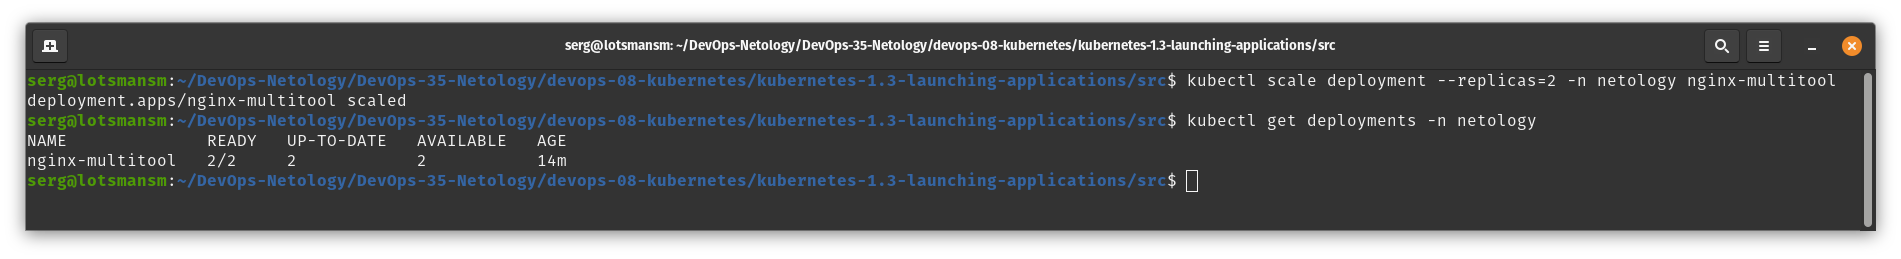 serg@lotsmansm: ~/DevOps-Netology/DevOps-35-Netology/devops-08-kubernetes/kubernetes-1.3-launching-applications/src
serg@lotsmansm:~/DevOps-Netology/DevOps-35-Netology/devops-08-kubernetes/kubernetes-1.3-launching-applications/src$ kubectl scale deployment --replicas=2 -n netology nginx-multitool
deployment.apps/nginx-multitool scaled
serg@lotsmansm:~/DevOps-Netology/DevOps-35-Netology/devops-08-kubernetes/kubernetes-1.3-launching-applications/src$ kubectl get deployments -n netology
NAME              READY   UP-TO-DATE   AVAILABLE   AGE
nginx-multitool   2/2     2            2           14m
serg@lotsmansm:~/DevOps-Netology/DevOps-35-Netology/devops-08-kubernetes/kubernetes-1.3-launching-applications/src$